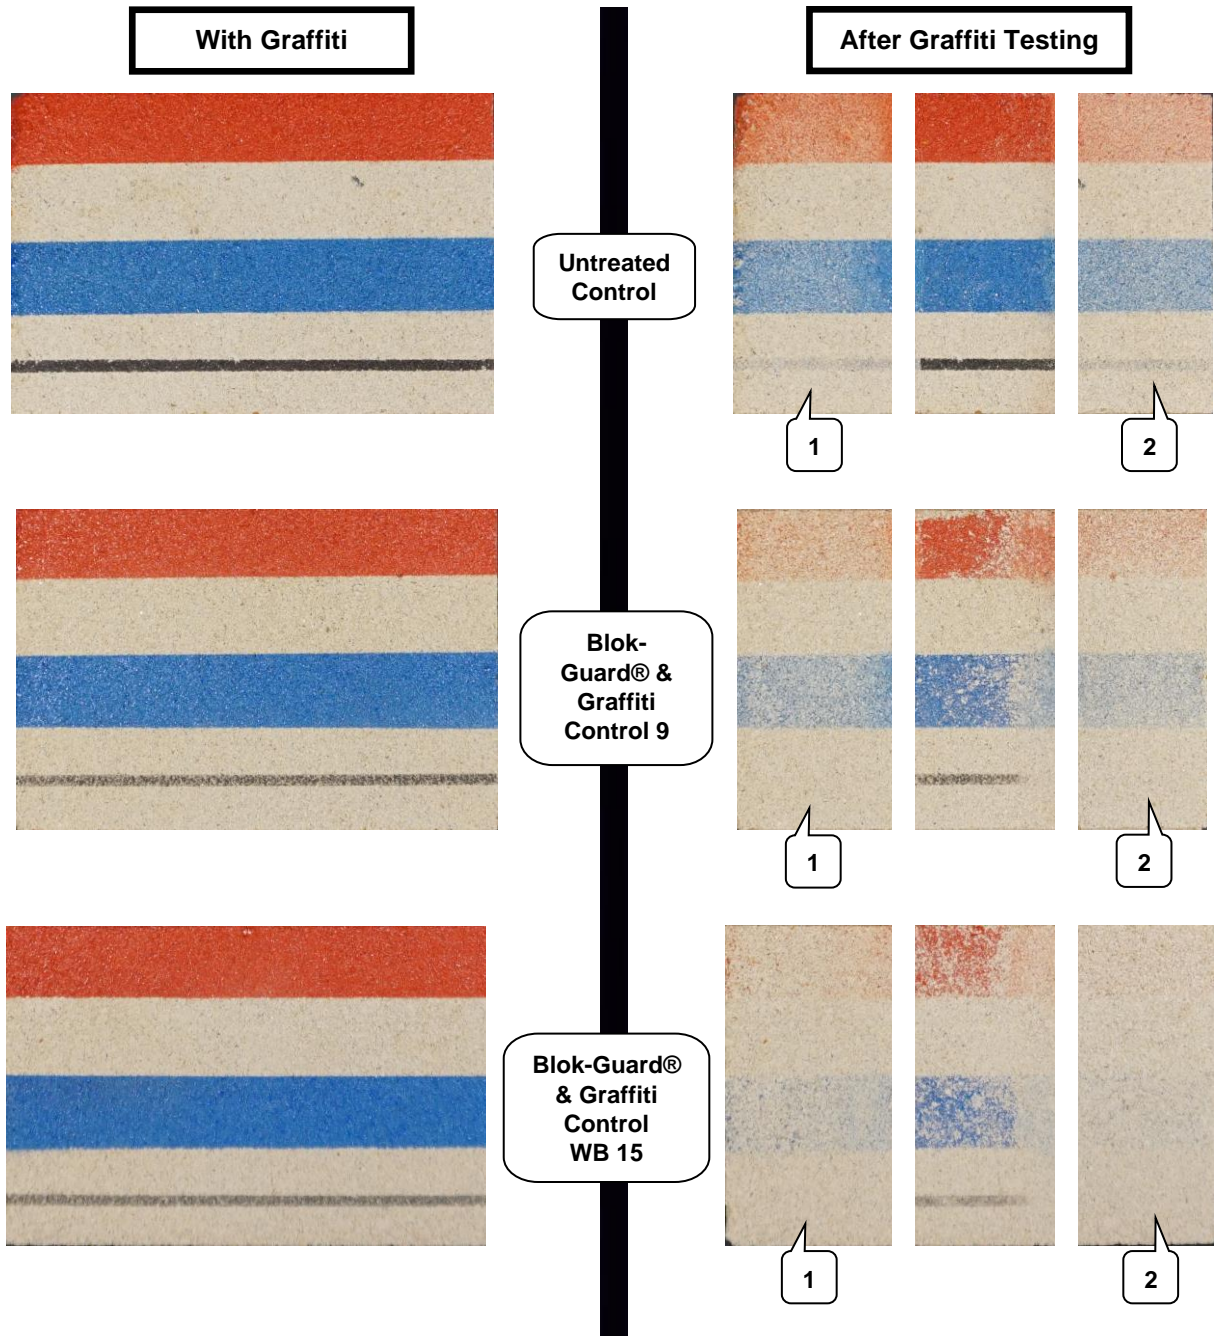 With Graffiti
After Graffiti Testing
Untreated
Control
1
2
Blok-
Guard® &
Graffiti
Control 9
1
2
Blok-Guard®
& Graffiti
Control
WB 15
1
2